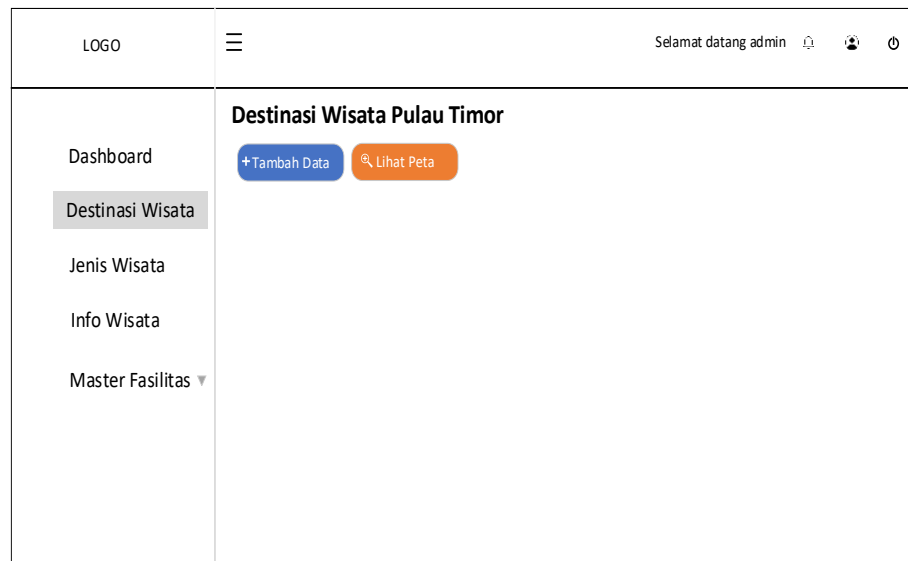 LOGO
Selamat datang admin
Destinasi Wisata Pulau Timor
+Tambah Data
Lihat Peta
Dashboard
Destinasi Wisata
Jenis Wisata
Info Wisata
Master Fasilitas